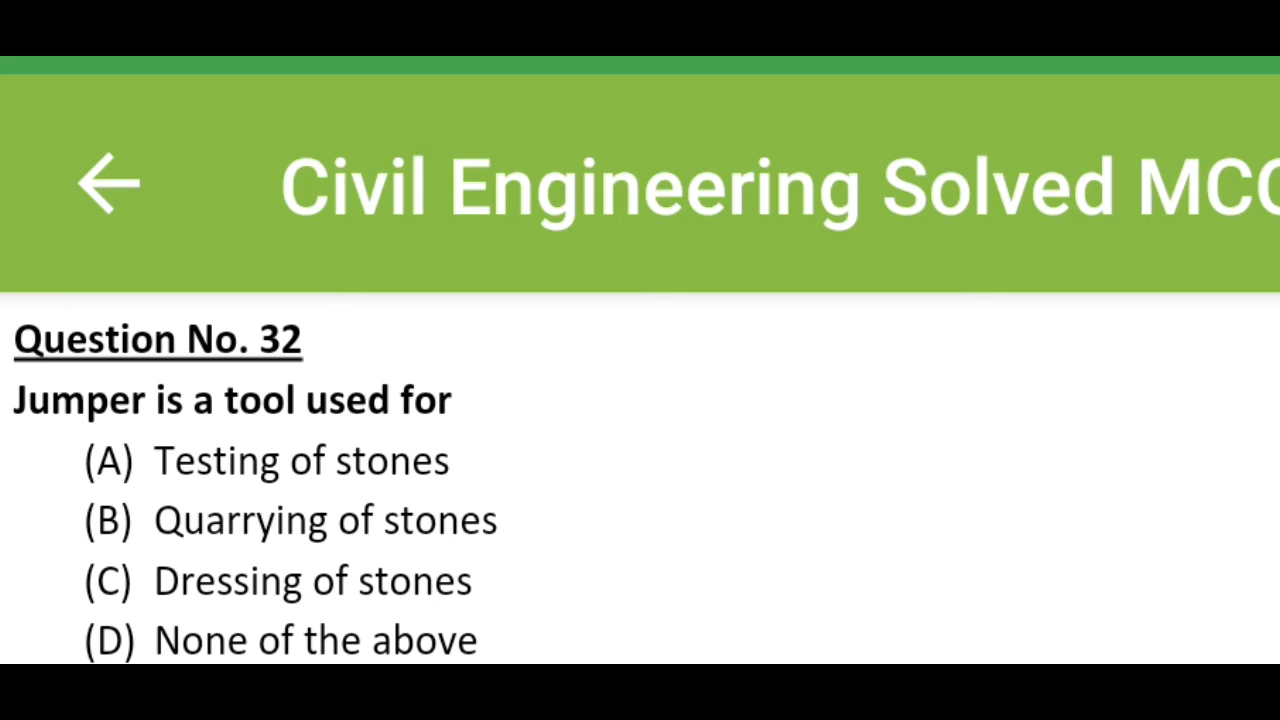 Civil Engineering Solved MCQ
Question No. 32
Jumper is a tool used for
(A) Testing of stones
(B) Quarrying of stones
(C) Dressing of stones
(D) None of the above